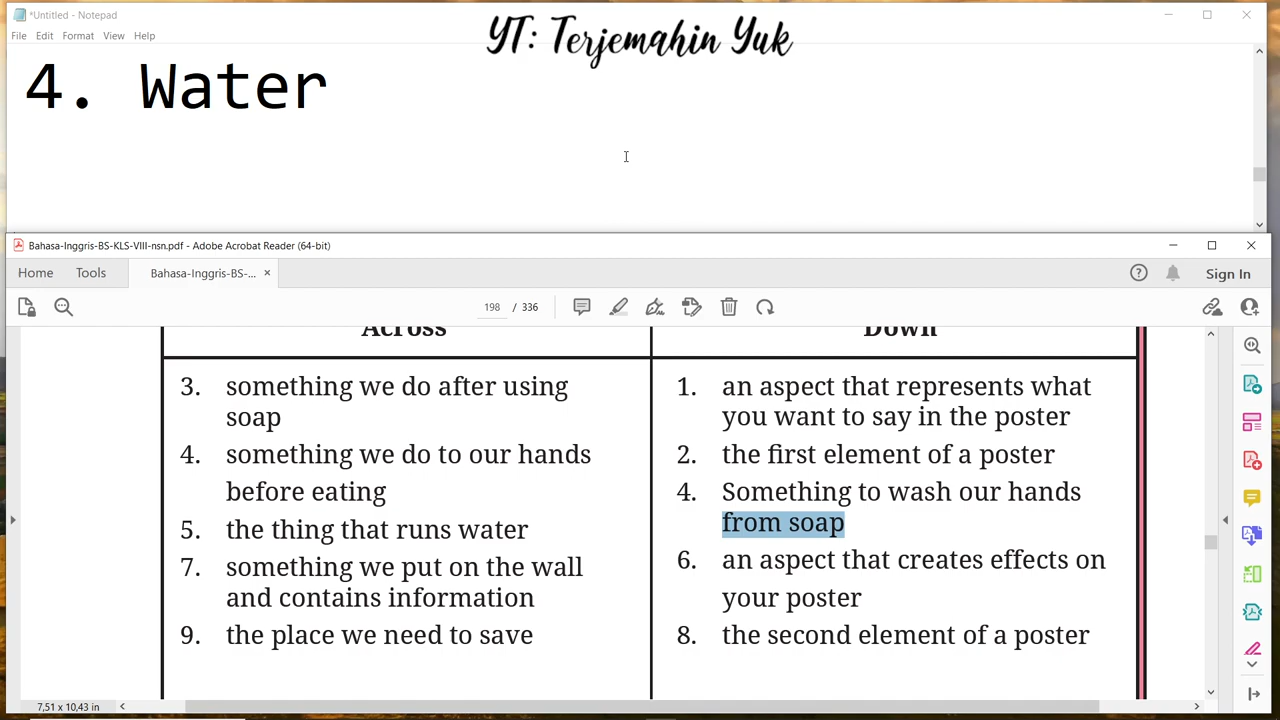 *Untitled - Notepad
YT: Terjemahin Yuk
File Edit Format View Help
4. Water
Bahasa-Inggris-BS-KLS-VIII-nsn.pdf - Adobe Acrobat Reader (64-bit)
Home Tools Bahasa-Inggris-BS-... × Sign In
198 / 336
Across
Down
3. something we do after using
soap
4. something we do to our hands
before eating
5. the thing that runs water
7. something we put on the wall
and contains information
9. the place we need to save
1. an aspect that represents what
you want to say in the poster
2. the first element of a poster
4. Something to wash our hands
from soap
6. an aspect that creates effects on
your poster
8. the second element of a poster
7,51 x 10,43 in